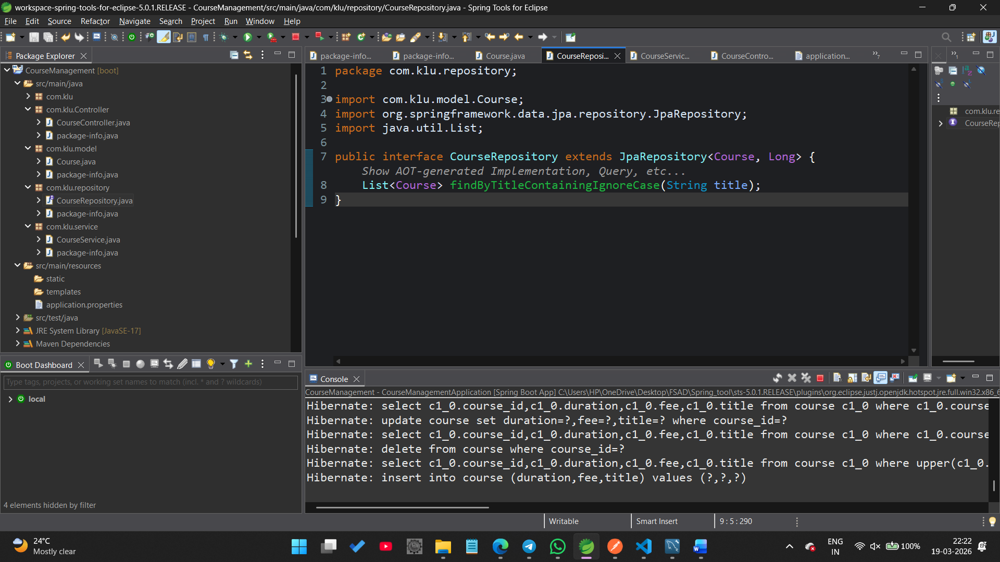 workspace-spring-tools-for-eclipse-5.0.1.RELEASE - CourseManagement/src/main/java/com/klu/repository/CourseRepository.java - Spring Tools for Eclipse
File Edit Source Refactor Navigate Search Project Run Window Help
Package Explorer
CourseManagement [boot]
src/main/java
com.klu
com.klu.Controller
CourseController.java
package-info.java
com.klu.model
Course.java
package-info.java
com.klu.repository
CourseRepository.java
package-info.java
com.klu.service
CourseService.java
package-info.java
src/main/resources
static
templates
application.properties
src/test/java
JRE System Library [JavaSE-17]
Maven Dependencies
Boot Dashboard
Type tags, projects, or working set names to match (incl. * and ? wildcards)
local
4 elements hidden by filter
package-info... package-info... Course.java CourseReposi... CourseServic... CourseContro... application... »7
1 package com.klu.repository;
2
3 import com.klu.model.Course;
4 import org.springframework.data.jpa.repository.JpaRepository;
5 import java.util.List;
6
7 public interface CourseRepository extends JpaRepository<Course, Long> {
Show AOT-generated Implementation, Query, etc...
8 List<Course> findByTitleContainingIgnoreCase(String title);
9 }
»1
com.klu.re
CourseRep
Console
CourseManagement - CourseManagementApplication [Spring Boot App] C:\Users\HP\OneDrive\Desktop\FSAD\Spring_tool\sts-5.0.1.RELEASE\plugins\org.eclipse.justj.openjdk.hotspot.jre.full.win32.x86_6
Hibernate: select c1_0.course_id,c1_0.duration,c1_0.fee,c1_0.title from course c1_0 where c1_0.course
Hibernate: update course set duration=?,fee=?,title=? where course_id=?
Hibernate: select c1_0.course_id,c1_0.duration,c1_0.fee,c1_0.title from course c1_0 where c1_0.course
Hibernate: delete from course where course_id=?
Hibernate: select c1_0.course_id,c1_0.duration,c1_0.fee,c1_0.title from course c1_0 where upper(c1_0.
Hibernate: insert into course (duration,fee,title) values (?,?,?)
Writable Smart Insert 9 : 5 : 290
24°C
Mostly clear
ENG
IN
100%
22:22
19-03-2026